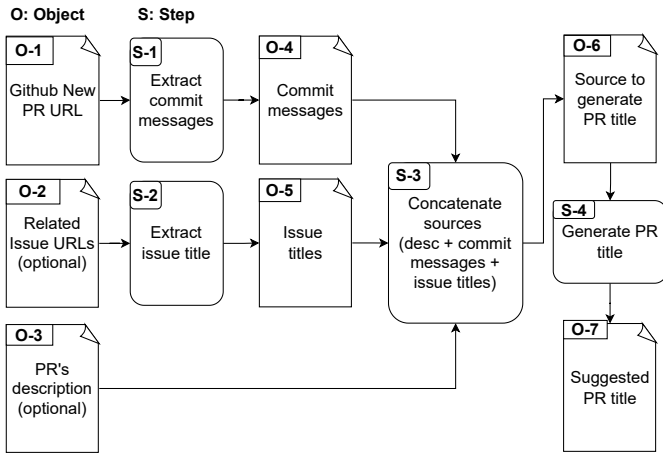 O: Object
S: Step
O-1
Github New
PR URL
S-1
Extract
commit
messages
O-4
Commit
messages
O-2
Related
Issue URLs
(optional)
S-2
Extract
issue title
O-5
Issue
titles
O-3
PR's
description
(optional)
S-3
Concatenate
sources
(desc + commit
messages +
issue titles)
O-6
Source to
generate
PR title
S-4
Generate PR
title
O-7
Suggested
PR title